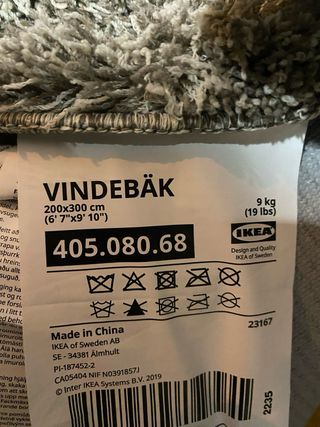 VINDEBÄK
200x300 cm
(6' 7"x9' 10")
9 kg
(19 lbs)
405.080.68
IKEA
Design and Quality
IKEA of Sweden
Made in China
IKEA of Sweden AB
SE - 34381 Älmhult
PI-187452-2
CA05404 NIF N0391857J
© Inter IKEA Systems B.V. 2019
23167
2235